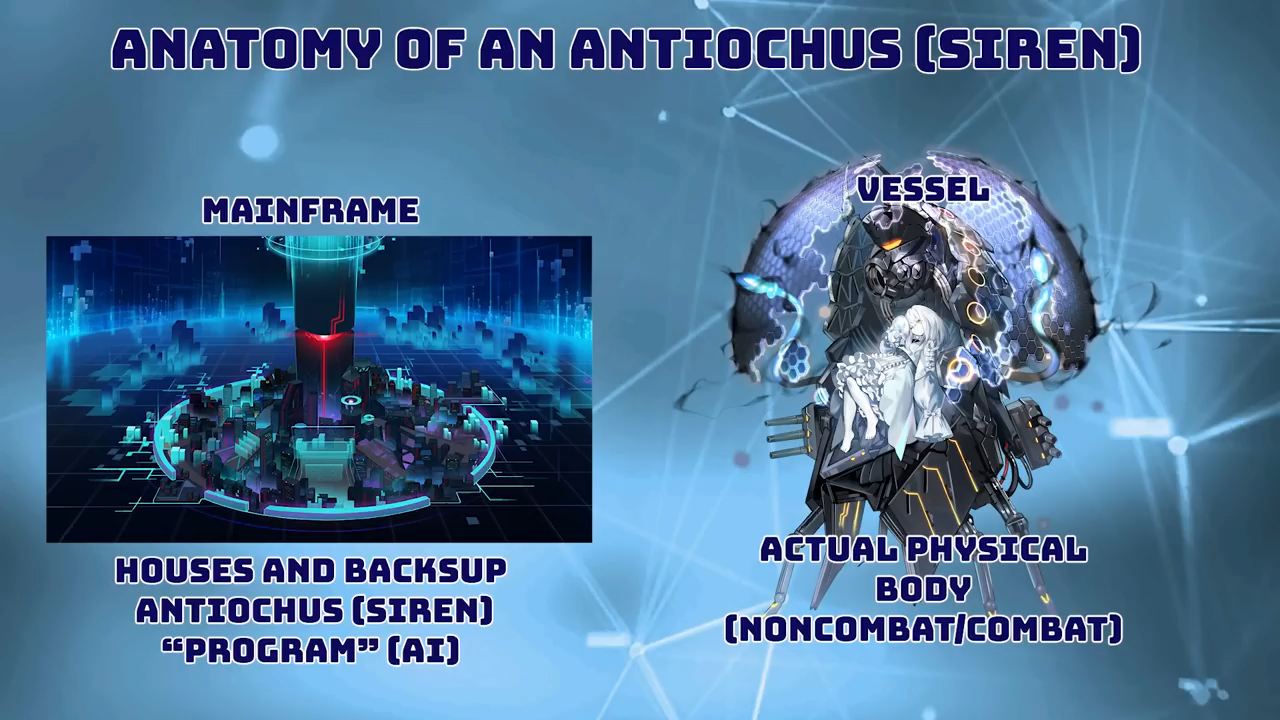 ANATOMY OF AN ANTIOCHUS (SIREN)
MAINFRAME
HOUSES AND BACKSUP
ANTIOCHUS (SIREN)
“PROGRAM” (AI)
VESSEL
ACTUAL PHYSICAL
BODY
(NONCOMBAT/COMBAT)